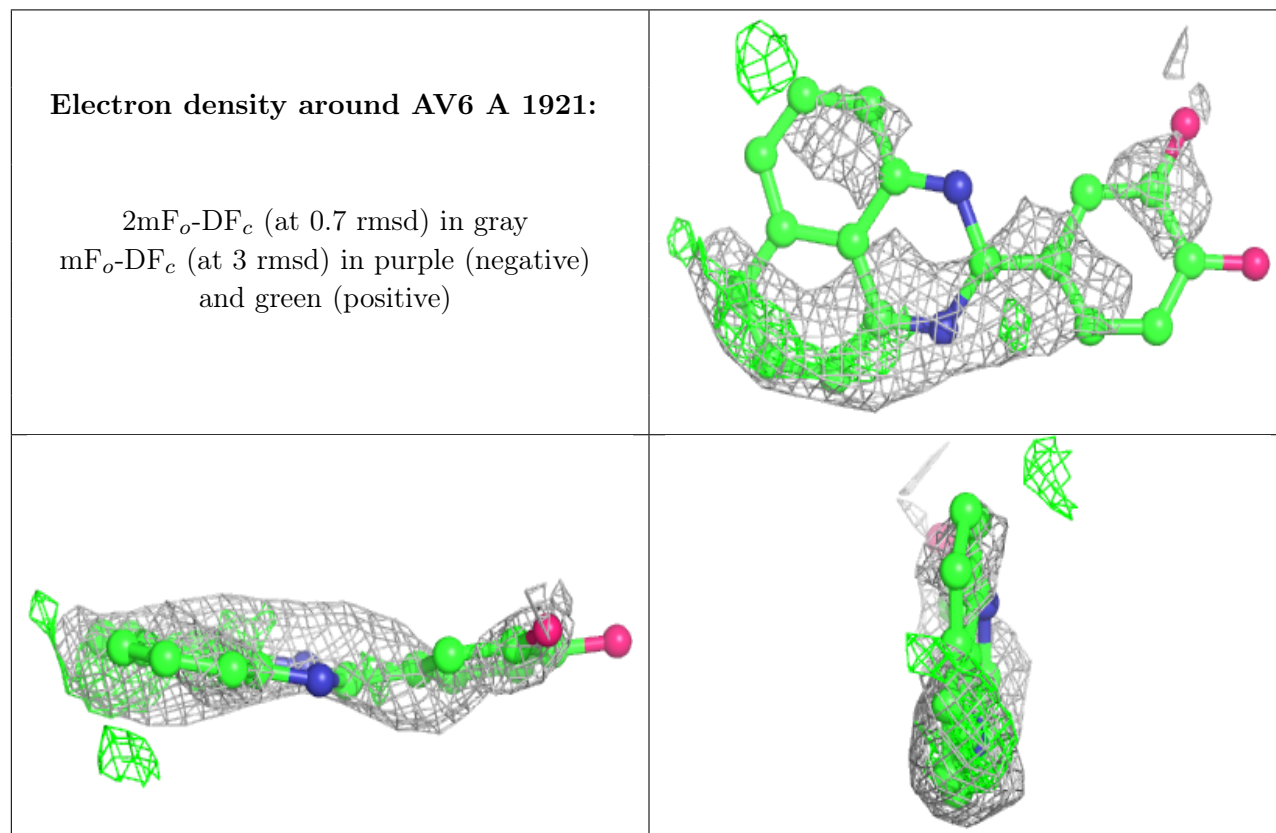 Electron density around AV6 A 1921:
2mFo-DFc (at 0.7 rmsd) in gray
mFo-DFc (at 3 rmsd) in purple (negative)
and green (positive)